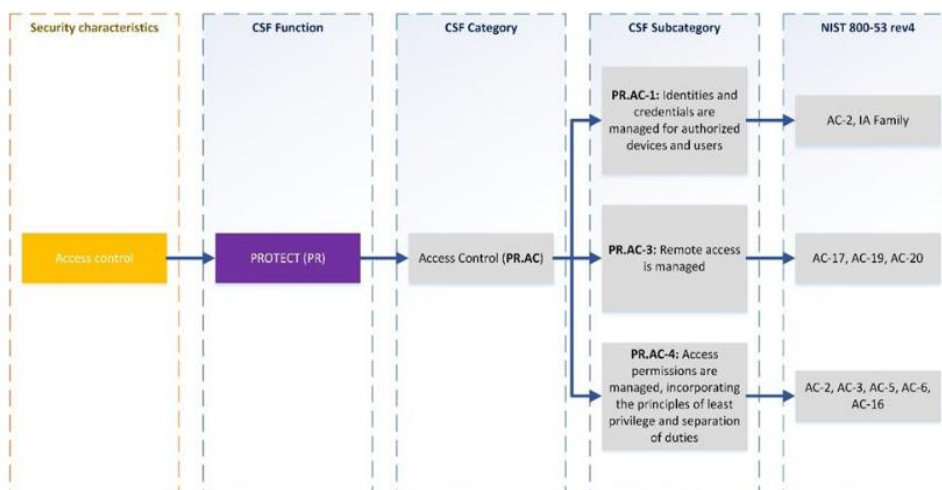 Security characteristics
CSF Function
CSF Category
CSF Subcategory
NIST 800-53 rev4
Access control
PROTECT (PR)
Access Control (PR.AC)
PR.AC-1: Identities and
credentials are
managed for authorized
devices and users
AC-2, IA Family
PR.AC-3: Remote access
is managed
AC-17, AC-19, AC-20
PR.AC-4: Access
permissions are
managed, incorporating
the principles of least
privilege and separation
of duties
AC-2, AC-3, AC-5, AC-6,
AC-16